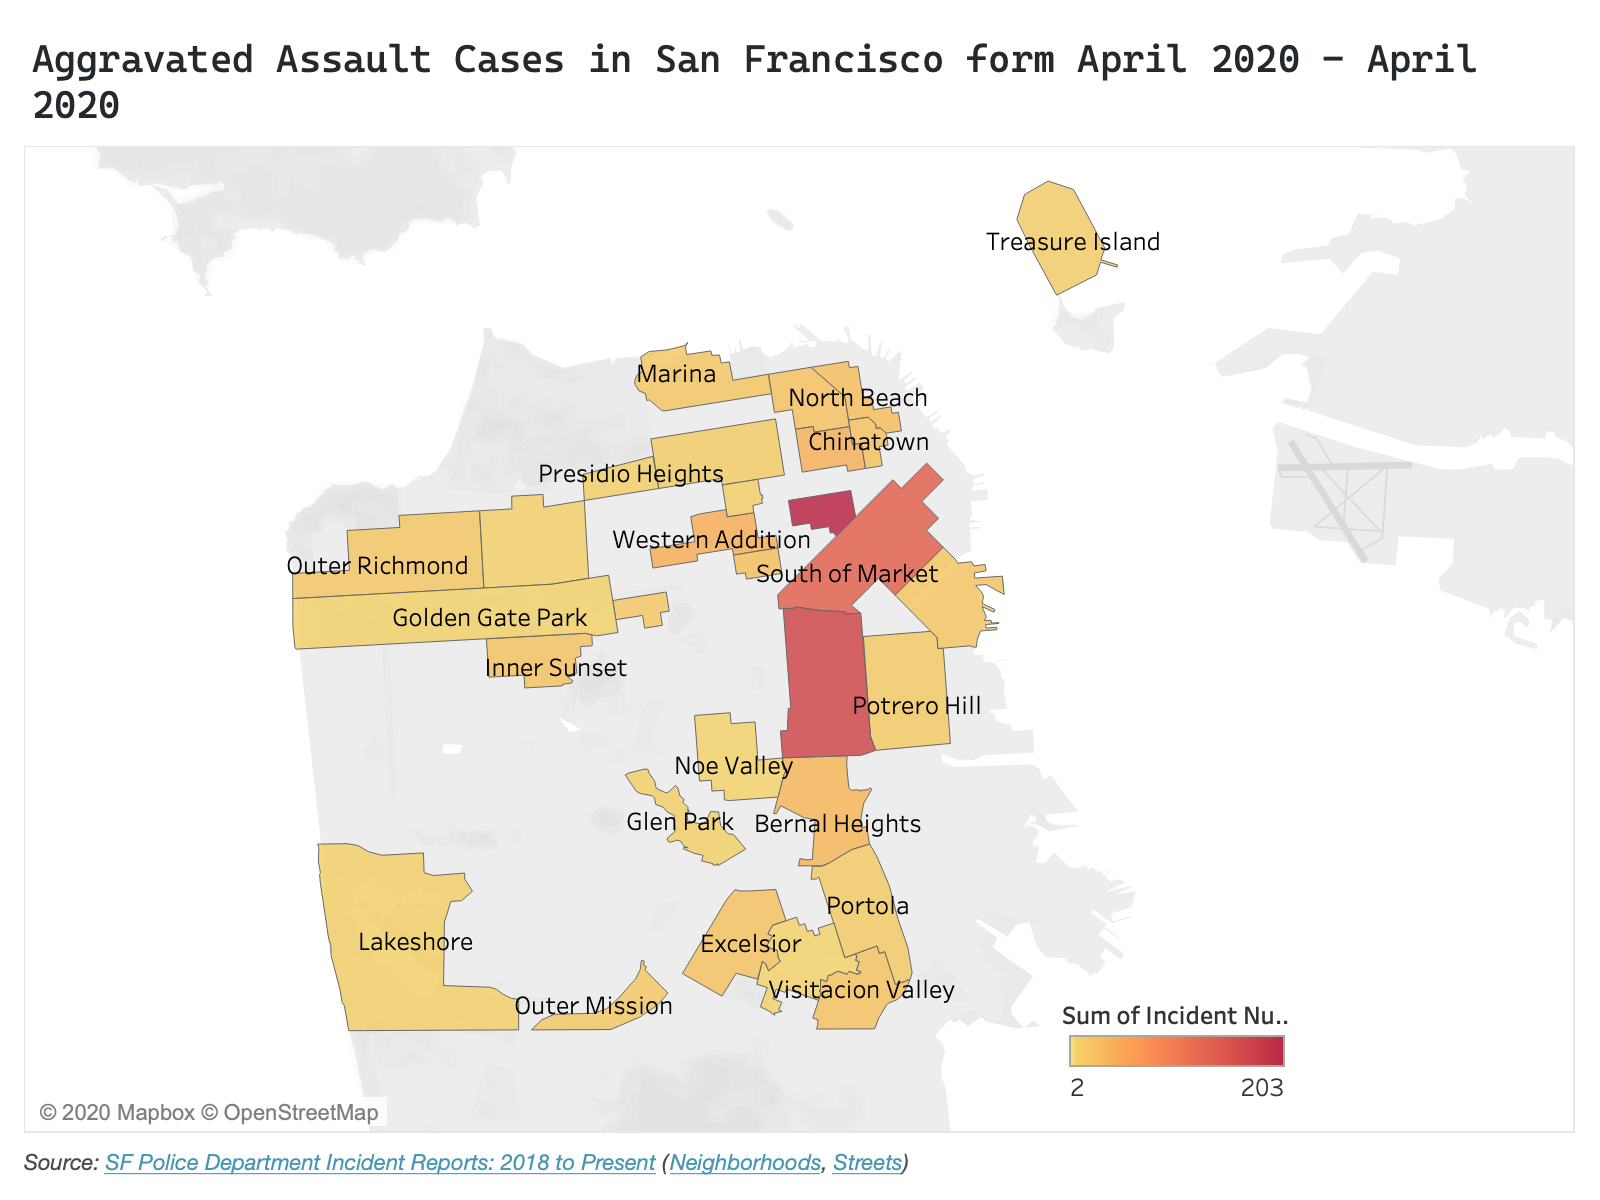 Aggravated Assault Cases in San Francisco form April 2020 – April
2020
Treasure Island
Marina
North Beach
Chinatown
Presidio Heights
Western Addition
Outer Richmond
South of Market
Golden Gate Park
Inner Sunset
Potrero Hill
Noe Valley
Glen Park
Bernal Heights
Portola
Lakeshore
Excelsior
Visitacion Valley
Outer Mission
Sum of Incident Nu..
2
203
© 2020 Mapbox © OpenStreetMap
Source: SF Police Department Incident Reports: 2018 to Present (Neighborhoods, Streets)